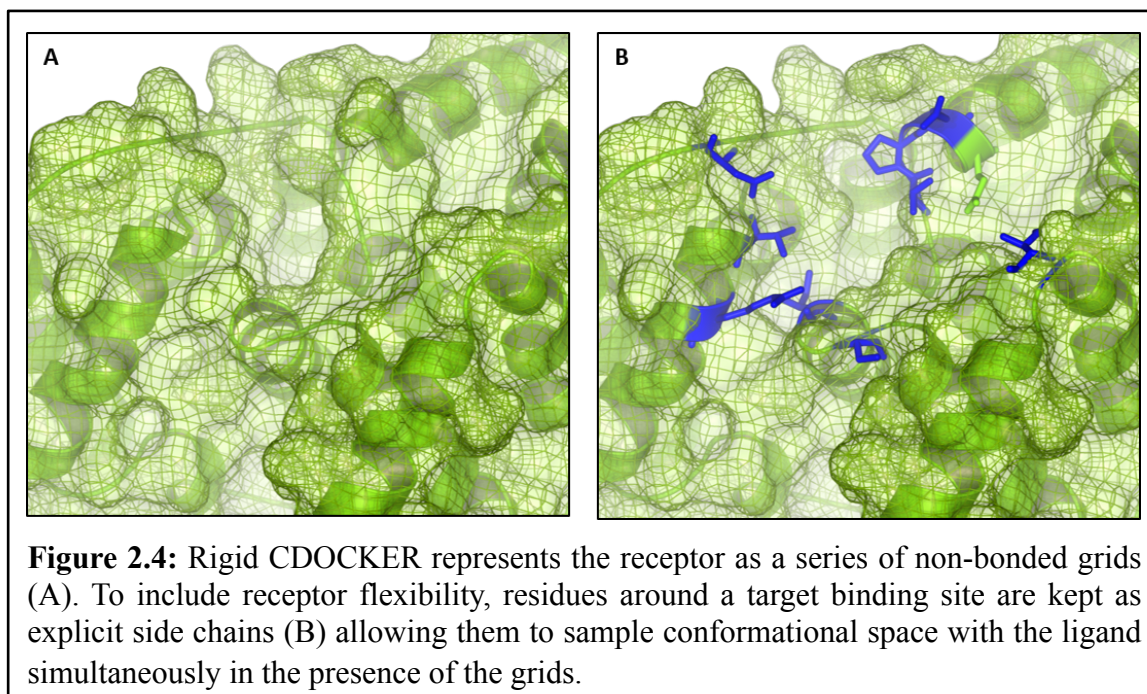 A
B
Figure 2.4: Rigid CDOCKER represents the receptor as a series of non-bonded grids
(A). To include receptor flexibility, residues around a target binding site are kept as
explicit side chains (B) allowing them to sample conformational space with the ligand
simultaneously in the presence of the grids.